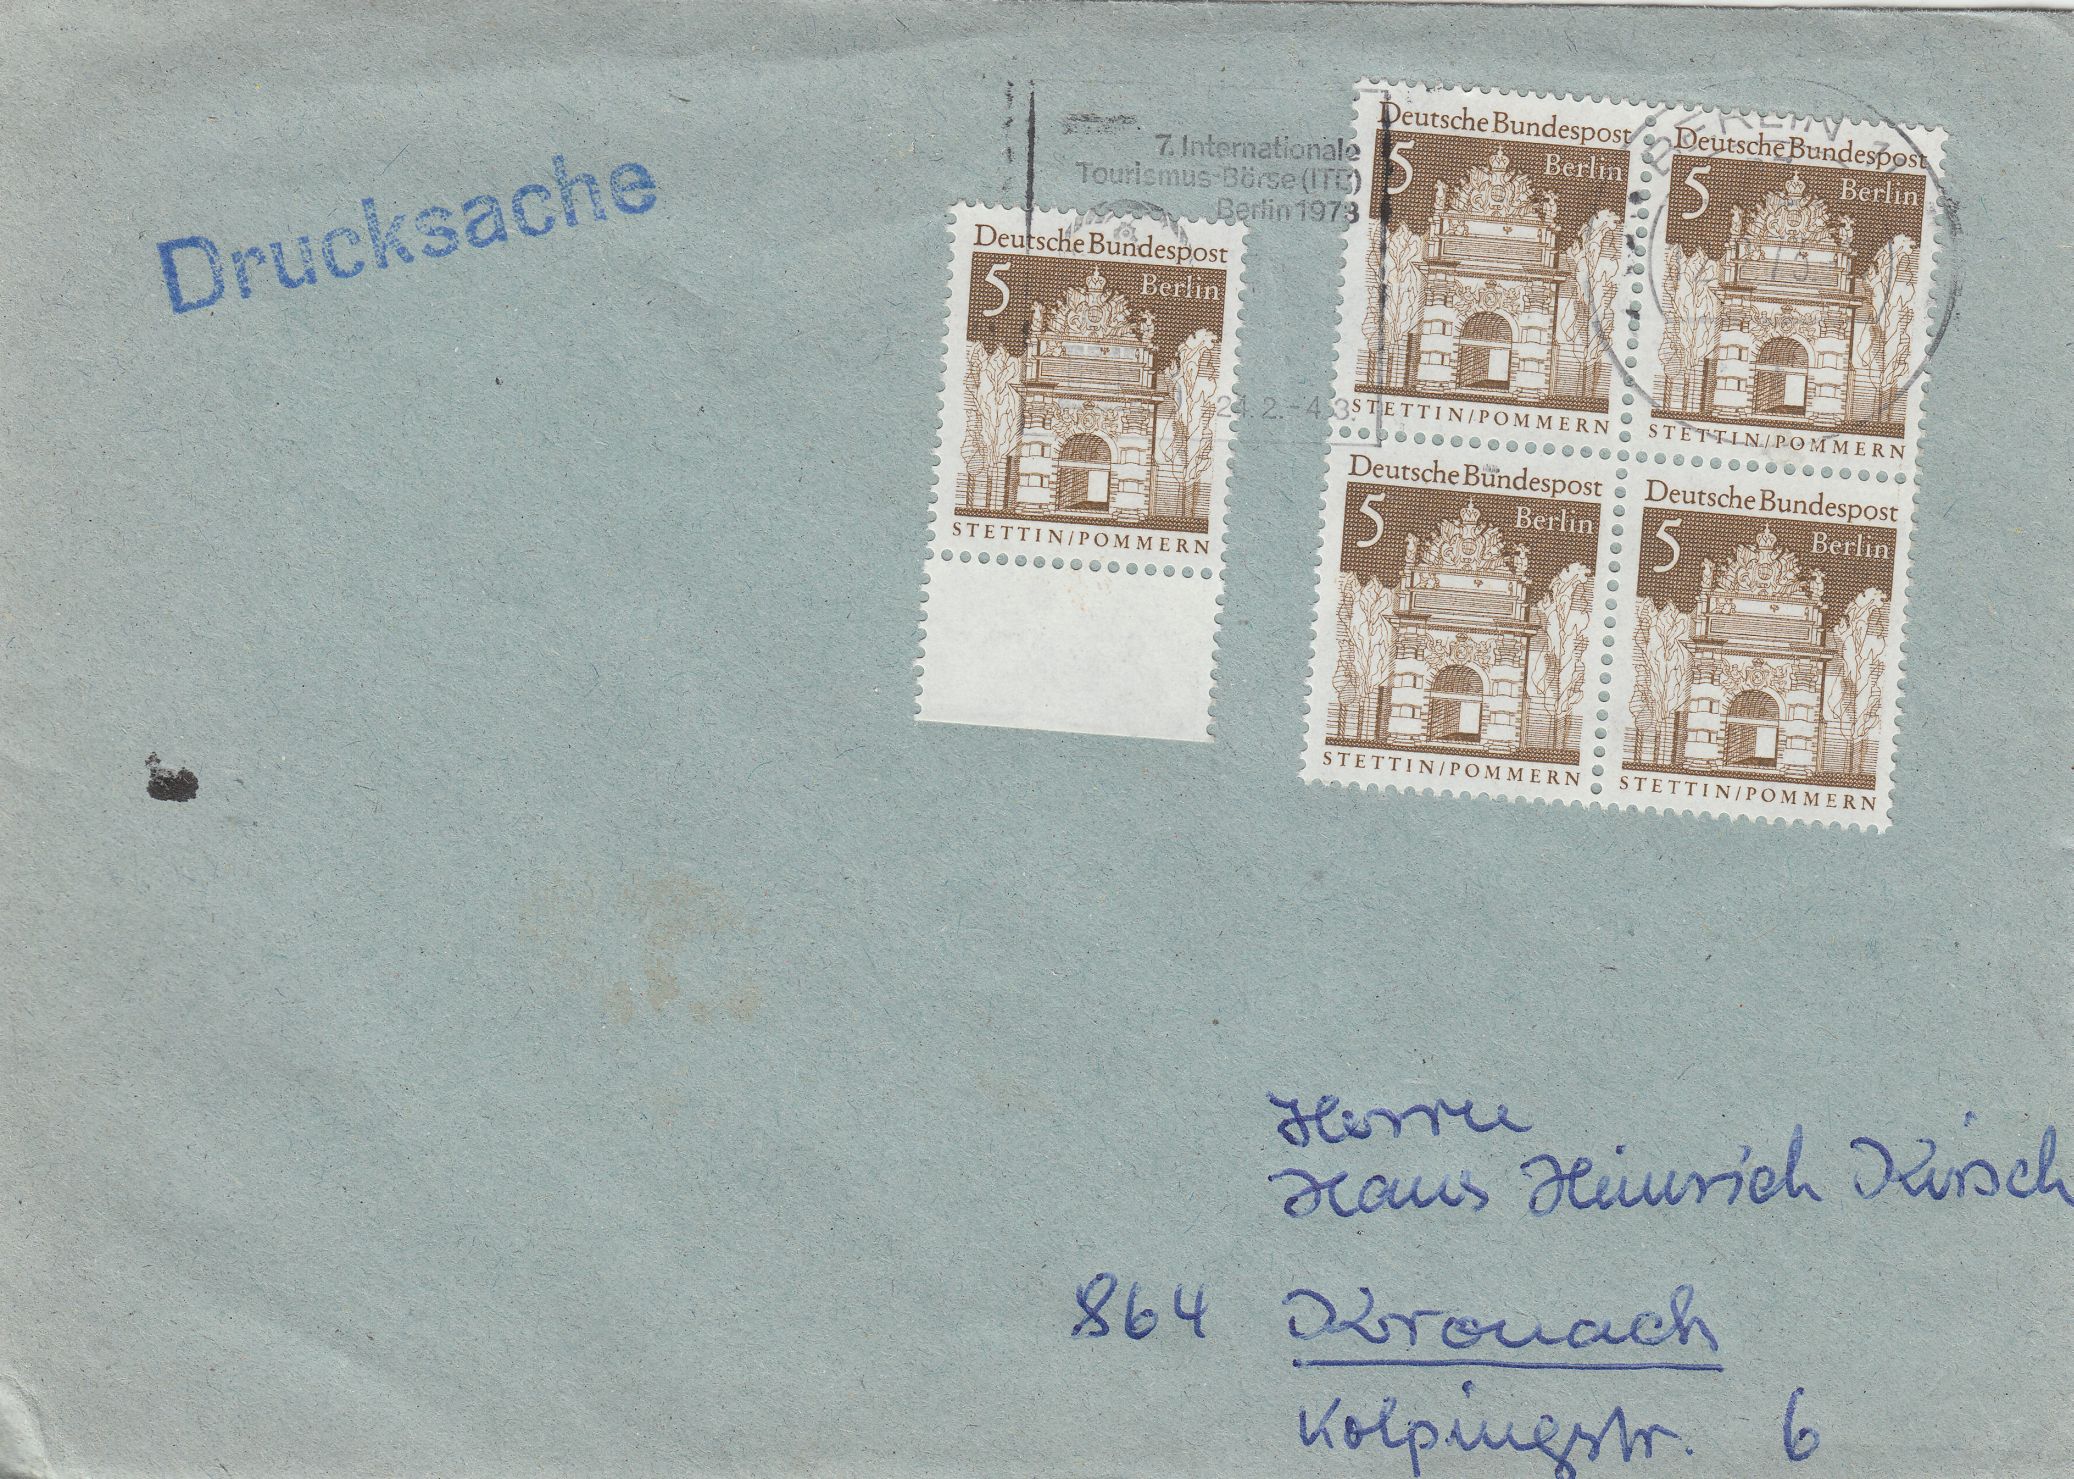 Drucksache
7. Internationale
Tourismus-Börse (ITB)
Berlin 1973
24.2.-4.3.
BERLIN
Deutsche Bundespost
5 Berlin
STETTIN/POMMERN
Deutsche Bundespost
5 Berlin
STETTIN/POMMERN
Deutsche Bundespost
5 Berlin
STETTIN/POMMERN
Deutsche Bundespost
5 Berlin
STETTIN/POMMERN
Deutsche Bundespost
5 Berlin
STETTIN/POMMERN
Herrn
Hans Heinrich Kirsch
864 Kronach
Kolpingstr. 6